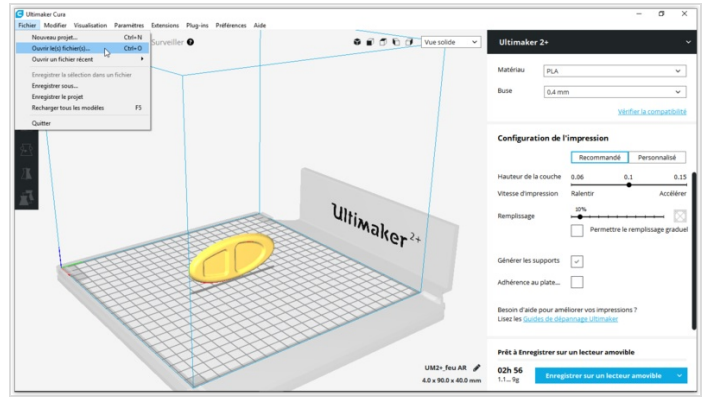 Ultimaker Cura
Fichier Modifier Visualisation Paramètres Extensions Plug-ins Préférences Aide
Nouveau projet... Ctrl+N
Ouvrir le(s) fichier(s)... Ctrl+O
Ouvrir un fichier récent
Enregistrer la sélection dans un fichier
Enregistrer sous...
Enregistrer le projet
Recharger tous les modèles F5
Quitter
Surveiller
Vue solide
Ultimaker 2+
Matériau PLA
Buse 0.4 mm
Vérifier la compatibilité
Configuration de l'impression
Recommandé Personnalisé
Hauteur de la couche 0.06 0.1 0.15
Vitesse d'impression Ralentir Accélérer
Remplissage 10%
Permettre le remplissage graduel
Générer les supports
Adhérence au plate...
Besoin d'aide pour améliorer vos impressions ?
Lisez les Guides de dépannage Ultimaker
Ultimaker 2+
Prêt à Enregistrer sur un lecteur amovible
UM2+_feu AR
4.0 x 90.0 x 40.0 mm
02h 56
1.1... 9g
Enregistrer sur un lecteur amovible